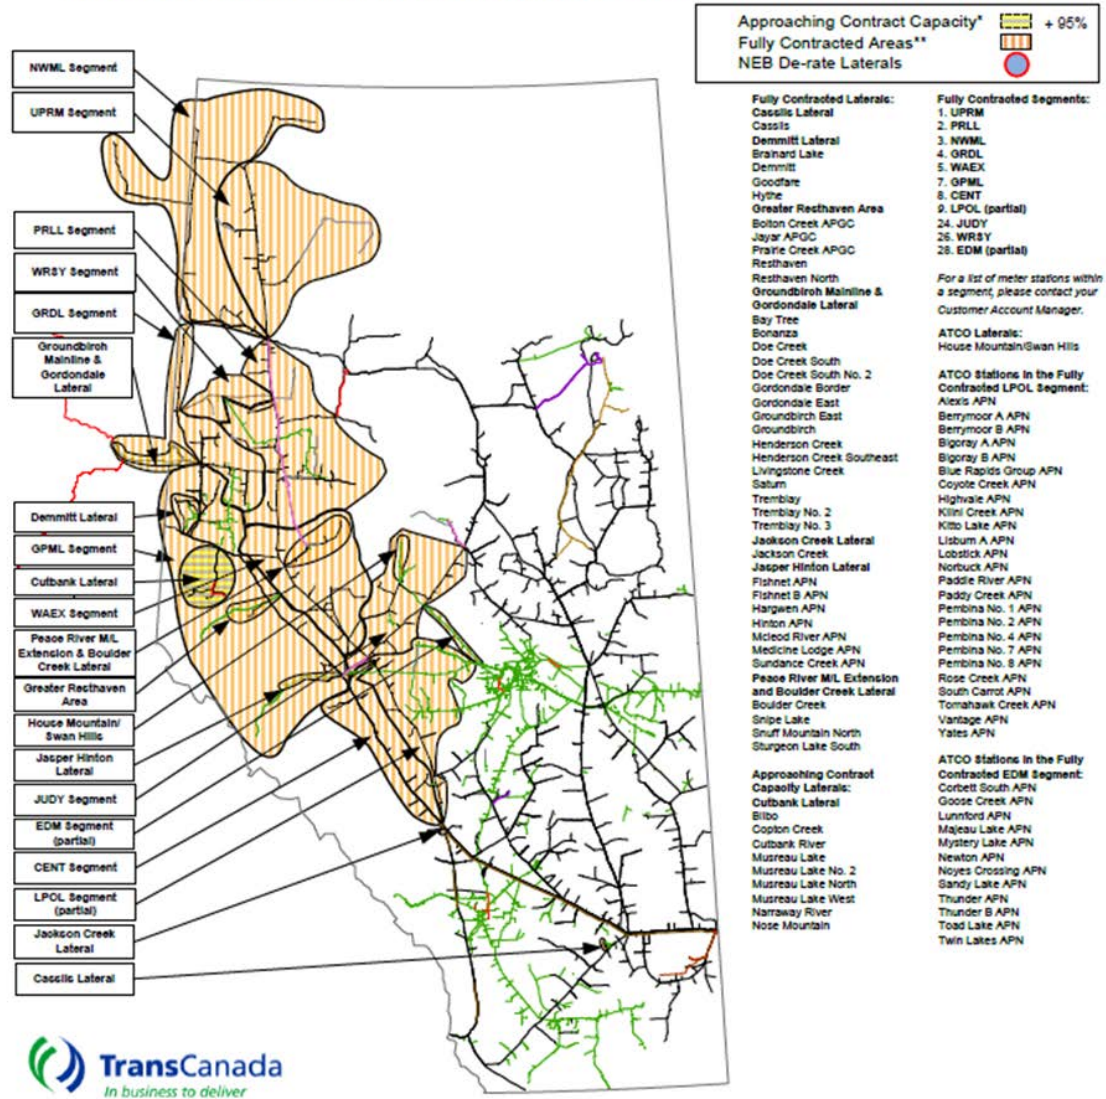 Approaching Contract Capacity* + 95%
Fully Contracted Areas**
NEB De-rate Laterals
NWML Segment
UPRM Segment
PRLL Segment
WRSY Segment
GRDL Segment
Groundbirch
Mainline &
Gordondale
Lateral
Demmitt Lateral
GPML Segment
Cutbank Lateral
WAEX Segment
Peace River M/L
Extension & Boulder
Creek Lateral
Greater Resthaven
Area
House Mountain/
Swan Hills
Jasper Hinton
Lateral
JUDY Segment
EDM Segment
(partial)
CENT Segment
LPOL Segment
(partial)
Jackson Creek
Lateral
Cassils Lateral
Fully Contracted Laterals:
Cassils Lateral
Cassils
Demmitt Lateral
Brainard Lake
Demmitt
Goodfare
Hythe
Greater Resthaven Area
Bolton Creek APGC
Jayar APGC
Prairie Creek APGC
Resthaven
Resthaven North
Groundbirch Mainline &
Gordondale Lateral
Bay Tree
Bonanza
Doe Creek
Doe Creek South
Doe Creek South No. 2
Gordondale Border
Gordondale East
Groundbirch East
Groundbirch
Henderson Creek
Henderson Creek Southeast
Livingstone Creek
Saturn
Tremblay
Tremblay No. 2
Tremblay No. 3
Jackson Creek Lateral
Jackson Creek
Jasper Hinton Lateral
Fishnet APN
Fishnet B APN
Hargwen APN
Hinton APN
Mcleod River APN
Medicine Lodge APN
Sundance Creek APN
Peace River M/L Extension
and Boulder Creek Lateral
Boulder Creek
Snipe Lake
Snuff Mountain North
Sturgeon Lake South
Approaching Contract
Capacity Laterals:
Cutbank Lateral
Bilbo
Copton Creek
Cutbank River
Musreau Lake
Musreau Lake No. 2
Musreau Lake North
Musreau Lake West
Narraway River
Nose Mountain
Fully Contracted Segments:
1. UPRM
2. PRLL
3. NWML
4. GRDL
5. WAEX
7. GPML
8. CENT
9. LPOL (partial)
24. JUDY
26. WRSY
28. EDM (partial)
For a list of meter stations within
a segment, please contact your
Customer Account Manager.
ATCO Laterals:
House Mountain/Swan Hills
ATCO Stations in the Fully
Contracted LPOL Segment:
Alexis APN
Berrymoor A APN
Berrymoor B APN
Bigoray A APN
Bigoray B APN
Blue Rapids Group APN
Coyote Creek APN
Highvale APN
Kilini Creek APN
Kitto Lake APN
Lisburn A APN
Lobstick APN
Norbuck APN
Paddle River APN
Paddy Creek APN
Pembina No. 1 APN
Pembina No. 2 APN
Pembina No. 4 APN
Pembina No. 7 APN
Pembina No. 8 APN
Rose Creek APN
South Carrot APN
Tomahawk Creek APN
Vantage APN
Yates APN
ATCO Stations in the Fully
Contracted EDM Segment:
Corbett South APN
Goose Creek APN
Lunnford APN
Majeau Lake APN
Mystery Lake APN
Newton APN
Noyes Crossing APN
Sandy Lake APN
Thunder APN
Thunder B APN
Toad Lake APN
Twin Lakes APN
TransCanada
In business to deliver